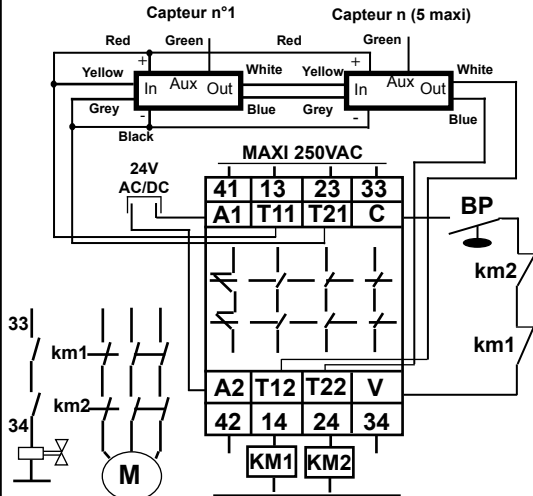 Capteur n°1 Capteur n (5 maxi)
Red Green Red Green
+ +
Yellow White Yellow White
In Aux Out In Aux Out
Grey Blue Grey Blue
- -
Black
24V
AC/DC
MAXI 250VAC
41 13 23 33
A1 T11 T21 C
BP
km2
km1
33
km1
km2
34
M
A2 T12 T22 V
42 14 24 34
KM1 KM2